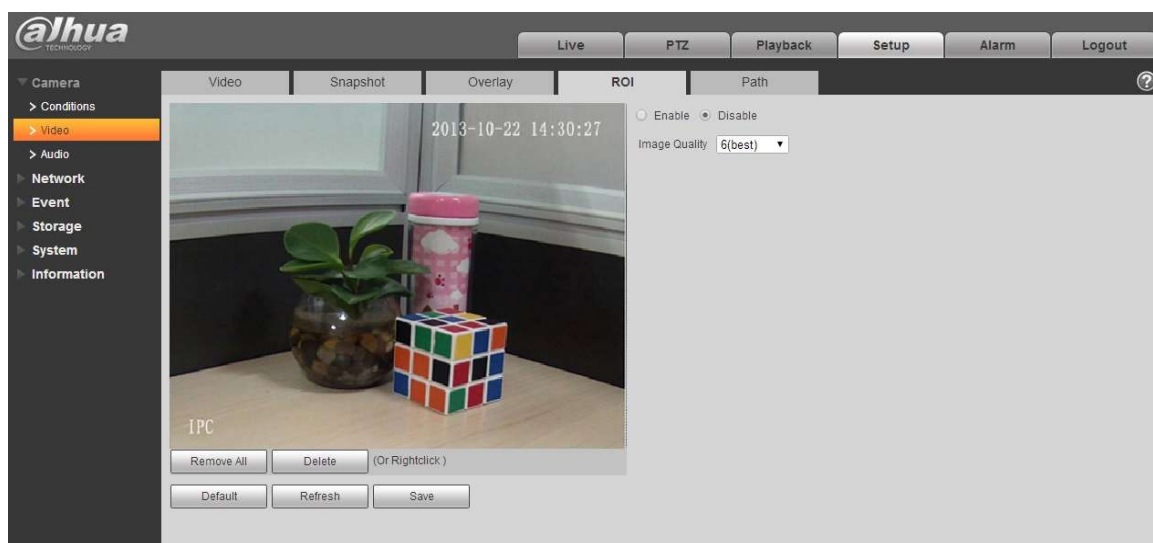 alhua
TECHNOLOGY
Live PTZ Playback Setup Alarm Logout
Camera
> Conditions
> Video
> Audio
Network
Event
Storage
System
Information
Video Snapshot Overlay ROI Path
?
2013-10-22 14:30:27
IPC
Enable Disable
Image Quality 6(best)
Remove All Delete (Or Rightclick )
Default Refresh Save